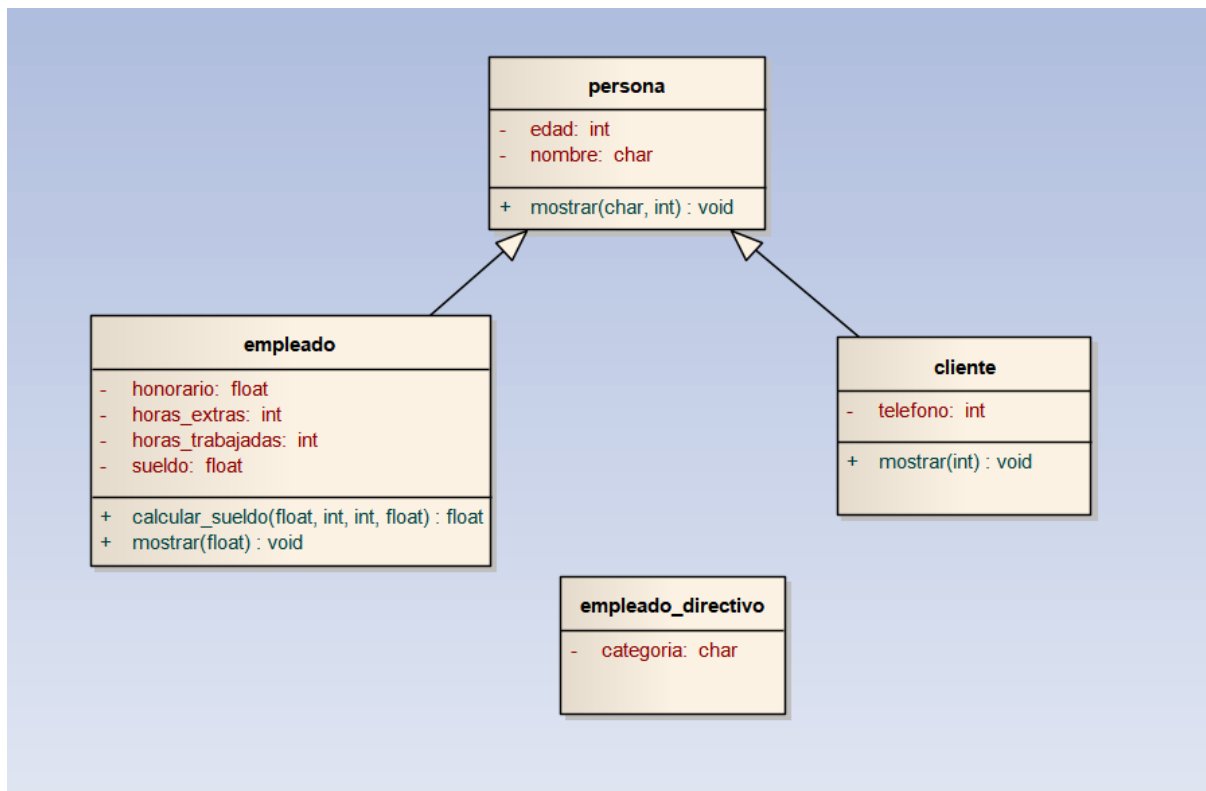 persona
- edad: int
- nombre: char
+ mostrar(char, int) : void
empleado
- honorario: float
- horas_extras: int
- horas_trabajadas: int
- sueldo: float
+ calcular_sueldo(float, int, int, float) : float
+ mostrar(float) : void
cliente
- telefono: int
+ mostrar(int) : void
empleado_directivo
- categoria: char